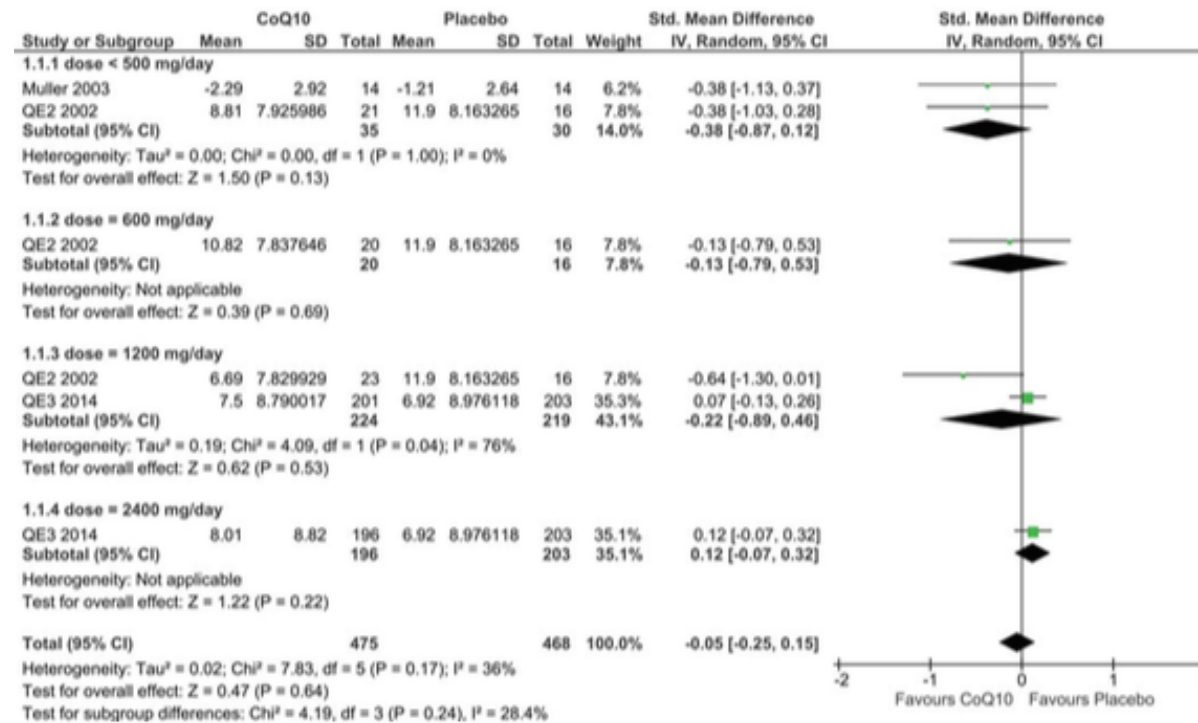 CoQ10 Placebo Std. Mean Difference Std. Mean Difference
Study or Subgroup Mean SD Total Mean SD Total Weight IV, Random, 95% CI IV, Random, 95% CI
1.1.1 dose < 500 mg/day
Muller 2003 -2.29 2.92 14 -1.21 2.64 14 6.2% -0.38 [-1.13, 0.37]
QE2 2002 8.81 7.925986 21 11.9 8.163265 16 7.8% -0.38 [-1.03, 0.28]
Subtotal (95% CI) 35 30 14.0% -0.38 [-0.87, 0.12]
Heterogeneity: Tau² = 0.00; Chi² = 0.00, df = 1 (P = 1.00); I² = 0%
Test for overall effect: Z = 1.50 (P = 0.13)
1.1.2 dose = 600 mg/day
QE2 2002 10.82 7.837646 20 11.9 8.163265 16 7.8% -0.13 [-0.79, 0.53]
Subtotal (95% CI) 20 16 7.8% -0.13 [-0.79, 0.53]
Heterogeneity: Not applicable
Test for overall effect: Z = 0.39 (P = 0.69)
1.1.3 dose = 1200 mg/day
QE2 2002 6.69 7.829929 23 11.9 8.163265 16 7.8% -0.64 [-1.30, 0.01]
QE3 2014 7.5 8.790017 201 6.92 8.976118 203 35.3% 0.07 [-0.13, 0.26]
Subtotal (95% CI) 224 219 43.1% -0.22 [-0.89, 0.46]
Heterogeneity: Tau² = 0.19; Chi² = 4.09, df = 1 (P = 0.04); I² = 76%
Test for overall effect: Z = 0.62 (P = 0.53)
1.1.4 dose = 2400 mg/day
QE3 2014 8.01 8.82 196 6.92 8.976118 203 35.1% 0.12 [-0.07, 0.32]
Subtotal (95% CI) 196 203 35.1% 0.12 [-0.07, 0.32]
Heterogeneity: Not applicable
Test for overall effect: Z = 1.22 (P = 0.22)
Total (95% CI) 475 468 100.0% -0.05 [-0.25, 0.15]
Heterogeneity: Tau² = 0.02; Chi² = 7.83, df = 5 (P = 0.17); I² = 36%
Test for overall effect: Z = 0.47 (P = 0.64)
Test for subgroup differences: Chi² = 4.19, df = 3 (P = 0.24), I² = 28.4%
-2 -1 0 1
Favours CoQ10 Favours Placebo